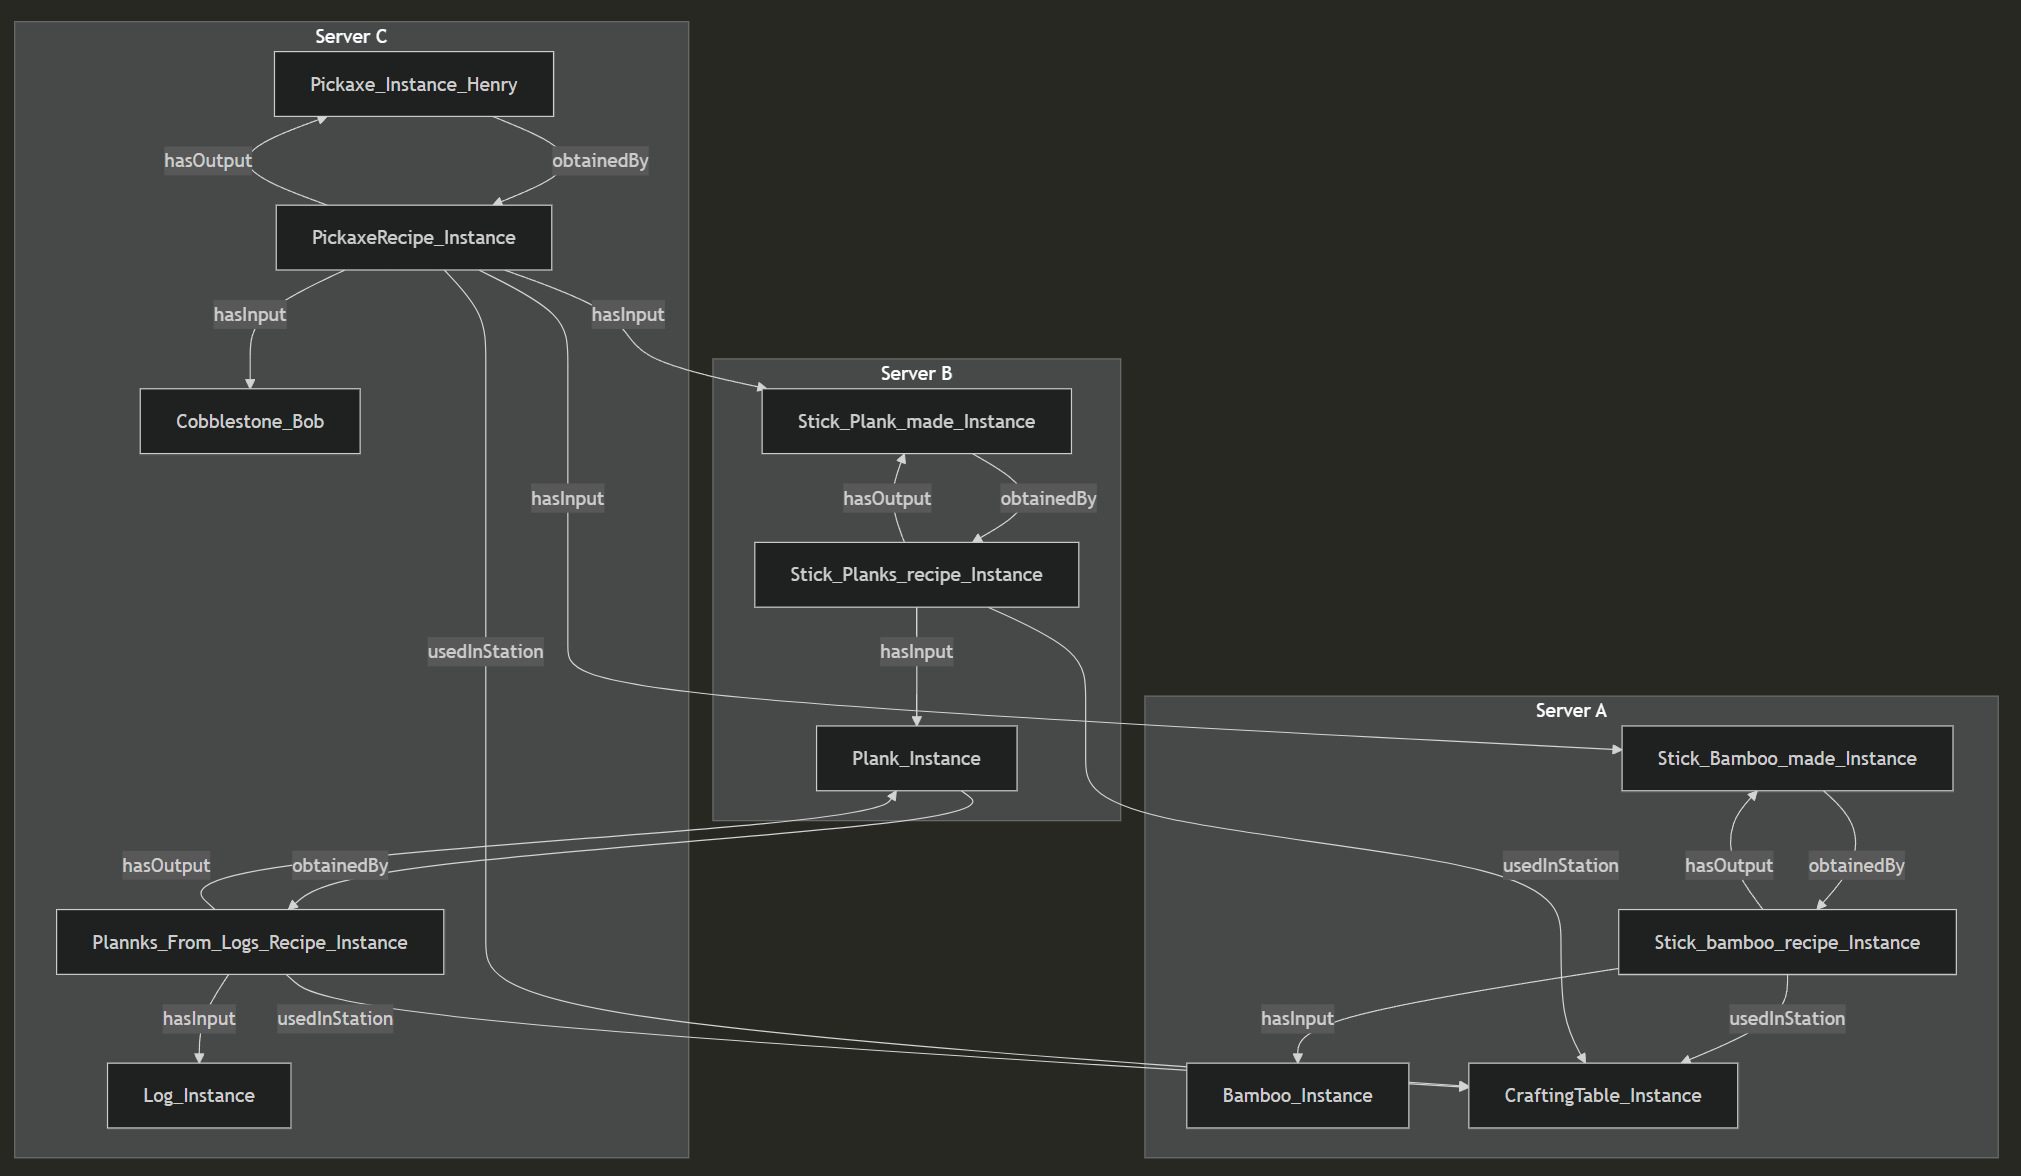 Server C
Pickaxe_Instance_Henry
hasOutput
obtainedBy
PickaxeRecipe_Instance
hasInput
hasInput
Cobblestone_Bob
Server B
Stick_Plank_made_Instance
hasInput
hasOutput
obtainedBy
Stick_Planks_recipe_Instance
usedInStation
hasInput
Server A
Plank_Instance
Stick_Bamboo_made_Instance
hasOutput
obtainedBy
usedInStation
hasOutput
obtainedBy
Plannks_From_Logs_Recipe_Instance
Stick_bamboo_recipe_Instance
hasInput
usedInStation
hasInput
usedInStation
Log_Instance
Bamboo_Instance
CraftingTable_Instance